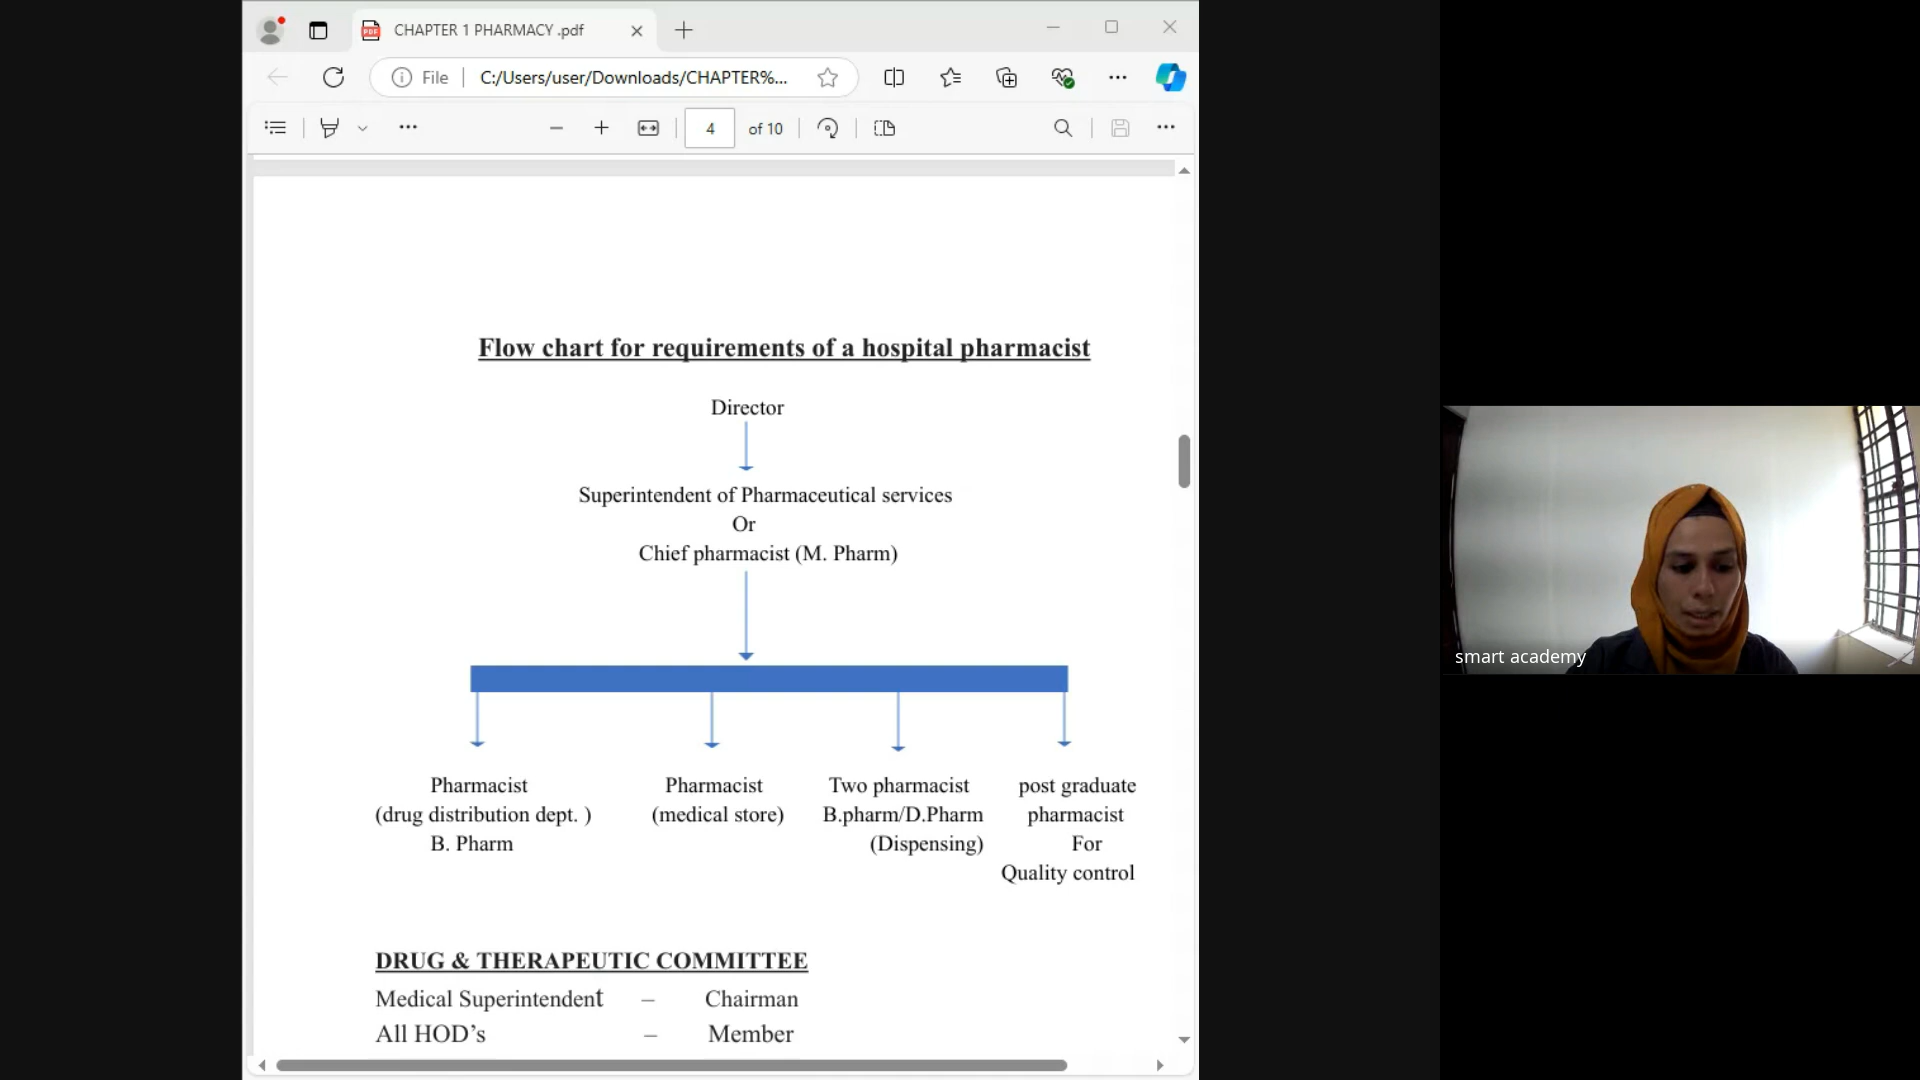 CHAPTER 1 PHARMACY .pdf
File
C:/Users/user/Downloads/CHAPTER%...
4 of 10
Flow chart for requirements of a hospital pharmacist
Director
Superintendent of Pharmaceutical services
Or
Chief pharmacist (M. Pharm)
Pharmacist
(drug distribution dept. )
B. Pharm
Pharmacist
(medical store)
Two pharmacist
B.pharm/D.Pharm
(Dispensing)
post graduate
pharmacist
For
Quality control
DRUG & THERAPEUTIC COMMITTEE
Medical Superintendent – Chairman
All HOD’s – Member
smart academy